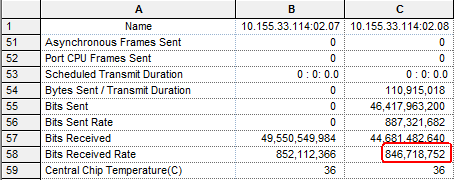 A B C
1 Name 10.155.33.114:02.07 10.155.33.114:02.08
51 Asynchronous Frames Sent 0 0
52 Port CPU Frames Sent 0 0
53 Scheduled Transmit Duration 0 : 0: 0.0 0 : 0: 0.0
54 Bytes Sent / Transmit Duration 0 110,915,018
55 Bits Sent 0 46,417,963,200
56 Bits Sent Rate 0 887,321,682
57 Bits Received 49,550,549,984 44,681,482,640
58 Bits Received Rate 852,112,366 846,718,752
59 Central Chip Temperature(C) 36 36